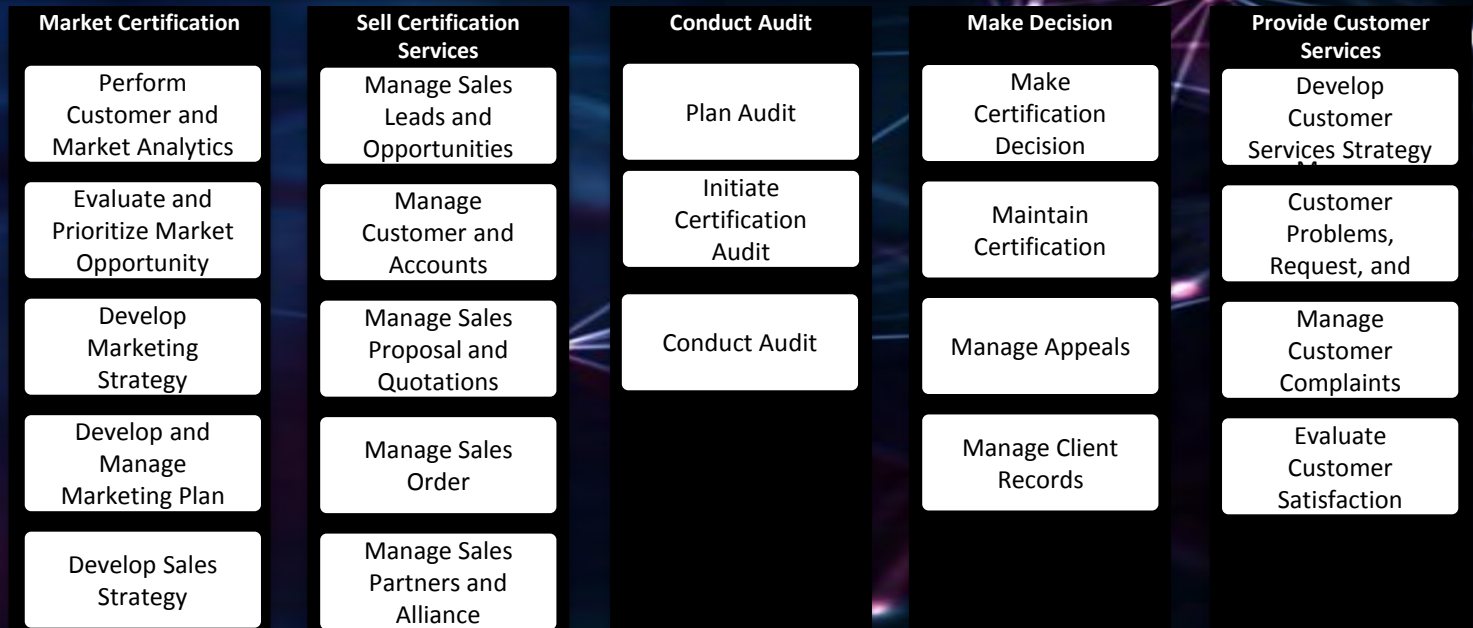 Market Certification
Perform
Customer and
Market Analytics
Evaluate and
Prioritize Market
Opportunity
Develop
Marketing
Strategy
Develop and
Manage
Marketing Plan
Develop Sales
Strategy
Sell Certification
Services
Manage Sales
Leads and
Opportunities
Manage
Customer and
Accounts
Manage Sales
Proposal and
Quotations
Manage Sales
Order
Manage Sales
Partners and
Alliance
Conduct Audit
Plan Audit
Initiate
Certification
Audit
Conduct Audit
Make Decision
Make
Certification
Decision
Maintain
Certification
Manage Appeals
Manage Client
Records
Provide Customer
Services
Develop
Customer
Services Strategy
Customer
Problems,
Request, and
Manage
Customer
Complaints
Evaluate
Customer
Satisfaction